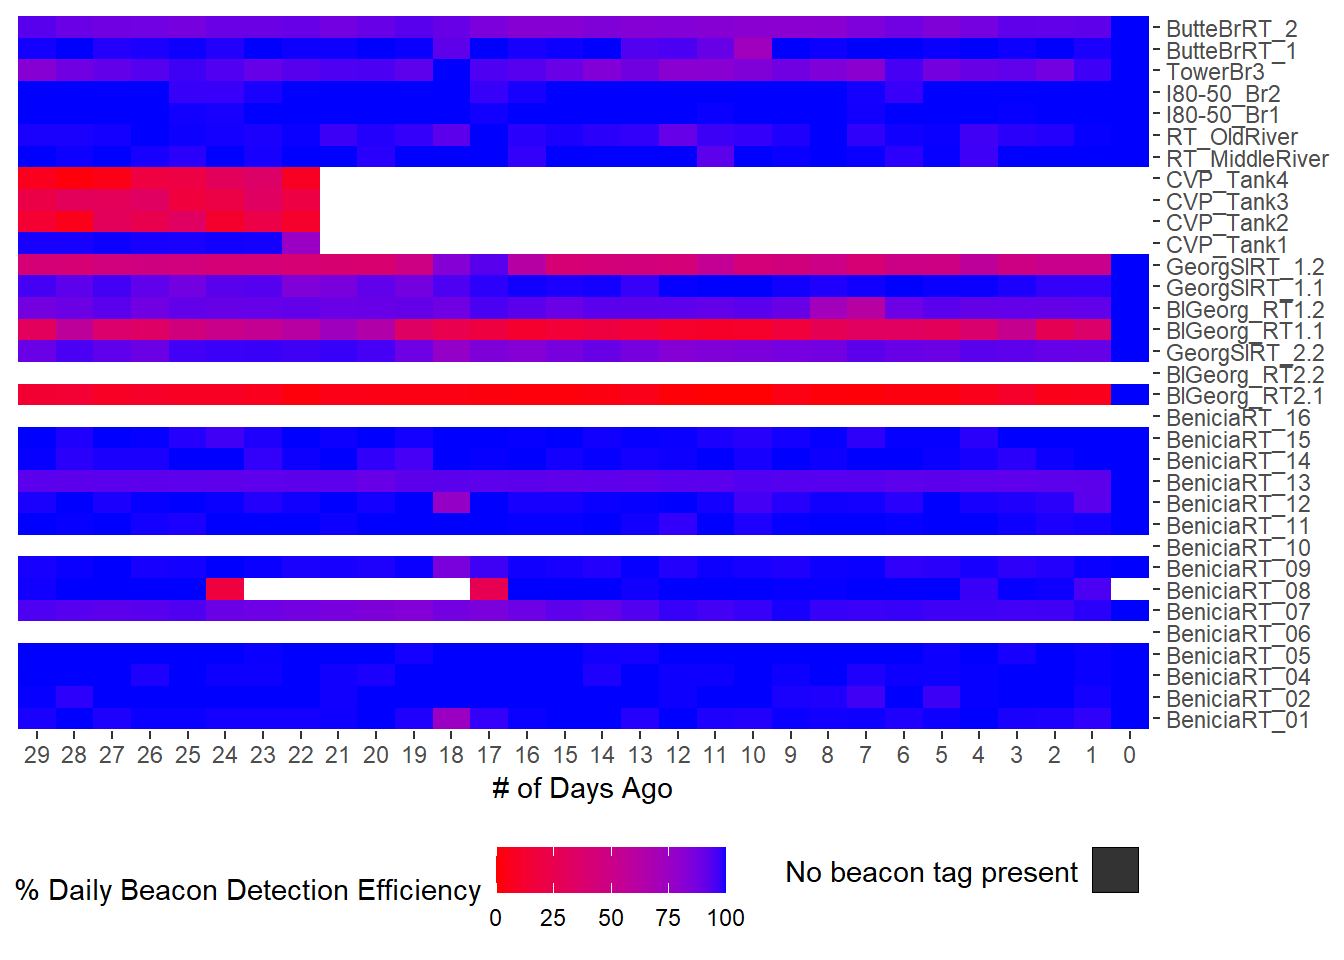 ButteBrRT_2
ButteBrRT_1
TowerBr3
I80-50_Br2
I80-50_Br1
RT_OldRiver
RT_MiddleRiver
CVP_Tank4
CVP_Tank3
CVP_Tank2
CVP_Tank1
GeorgSlRT_1.2
GeorgSlRT_1.1
BlGeorg_RT1.2
BlGeorg_RT1.1
GeorgSlRT_2.2
BlGeorg_RT2.2
BlGeorg_RT2.1
BeniciaRT_16
BeniciaRT_15
BeniciaRT_14
BeniciaRT_13
BeniciaRT_12
BeniciaRT_11
BeniciaRT_10
BeniciaRT_09
BeniciaRT_08
BeniciaRT_07
BeniciaRT_06
BeniciaRT_05
BeniciaRT_04
BeniciaRT_02
BeniciaRT_01
29 28 27 26 25 24 23 22 21 20 19 18 17 16 15 14 13 12 11 10 9 8 7 6 5 4 3 2 1 0
# of Days Ago
% Daily Beacon Detection Efficiency
0 25 50 75 100
No beacon tag present